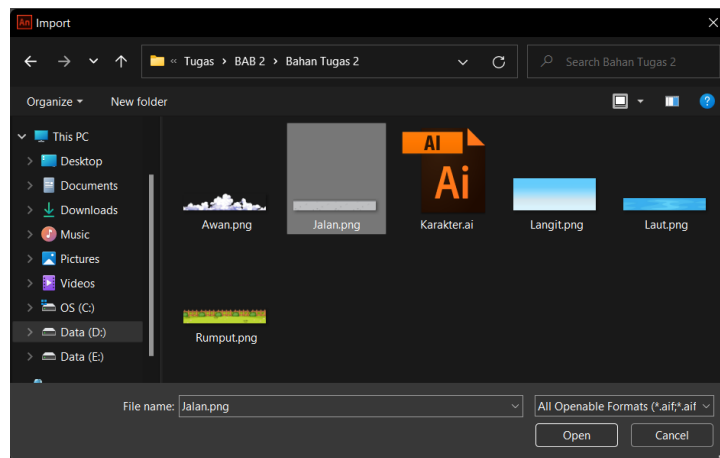 An Import
« Tugas > BAB 2 > Bahan Tugas 2
Search Bahan Tugas 2
Organize
New folder
This PC
Desktop
Documents
Downloads
Music
Pictures
Videos
OS (C:)
Data (D:)
Data (E:)
AI
Ai
Awan.png
Jalan.png
Karakter.ai
Langit.png
Laut.png
Rumput.png
File name: Jalan.png
All Openable Formats (*.aif;*.aif
Open
Cancel